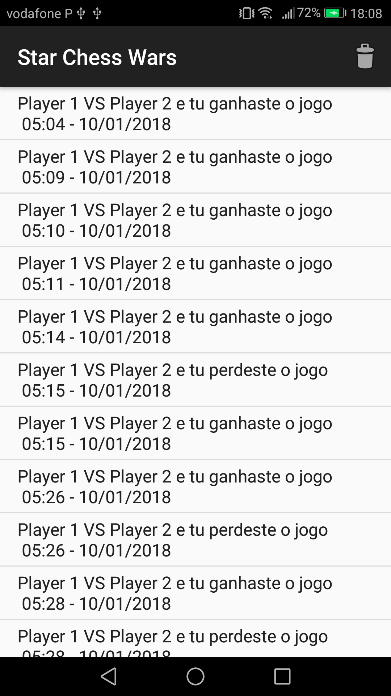 vodafone P 72% 18:08
Star Chess Wars
Player 1 VS Player 2 e tu ganhaste o jogo
05:04 - 10/01/2018
Player 1 VS Player 2 e tu ganhaste o jogo
05:09 - 10/01/2018
Player 1 VS Player 2 e tu ganhaste o jogo
05:10 - 10/01/2018
Player 1 VS Player 2 e tu ganhaste o jogo
05:11 - 10/01/2018
Player 1 VS Player 2 e tu ganhaste o jogo
05:14 - 10/01/2018
Player 1 VS Player 2 e tu perdeste o jogo
05:15 - 10/01/2018
Player 1 VS Player 2 e tu ganhaste o jogo
05:15 - 10/01/2018
Player 1 VS Player 2 e tu ganhaste o jogo
05:26 - 10/01/2018
Player 1 VS Player 2 e tu perdeste o jogo
05:26 - 10/01/2018
Player 1 VS Player 2 e tu ganhaste o jogo
05:28 - 10/01/2018
Player 1 VS Player 2 e tu perdeste o jogo
05:28 - 10/01/2018